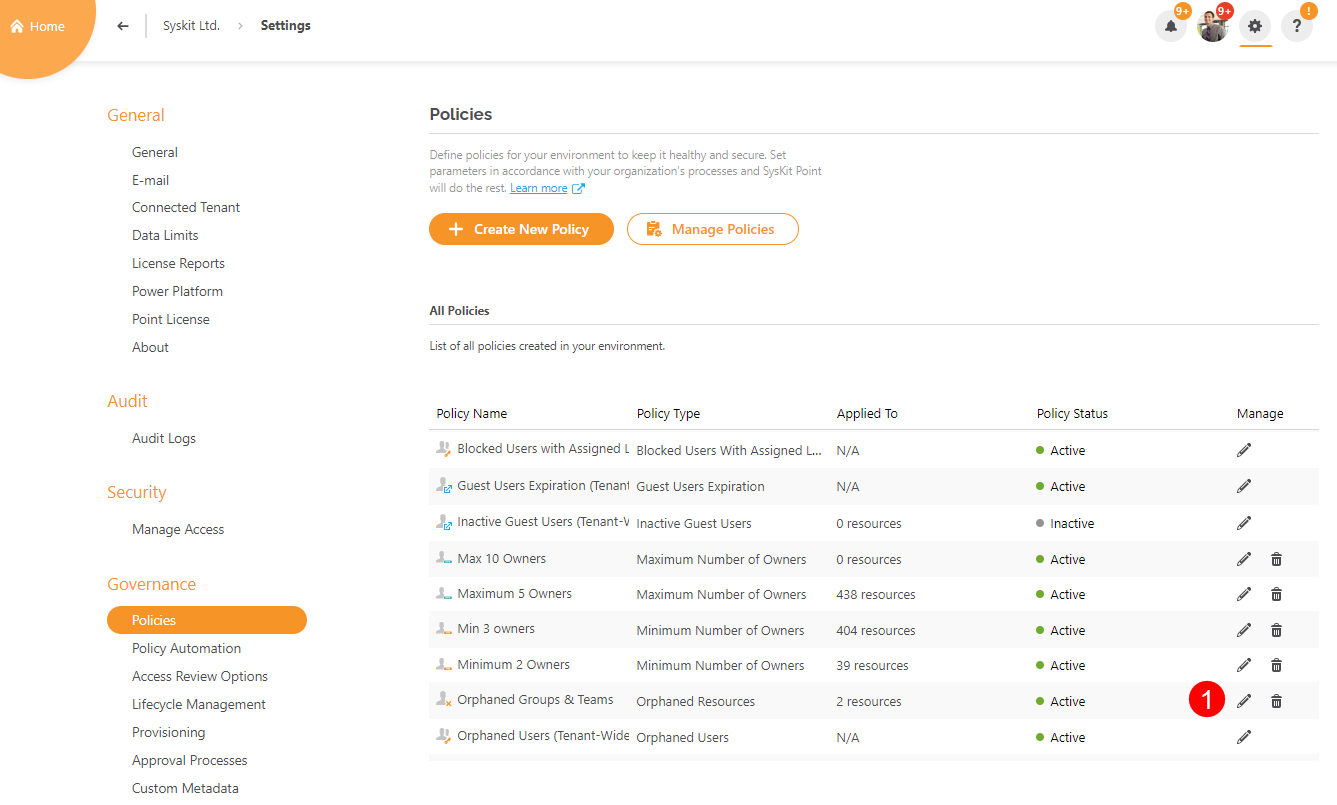 Home
Syskit Ltd. > Settings
9+
9+
!
?
General
General
E-mail
Connected Tenant
Data Limits
License Reports
Power Platform
Point License
About
Audit
Audit Logs
Security
Manage Access
Governance
Policies
Policy Automation
Access Review Options
Lifecycle Management
Provisioning
Approval Processes
Custom Metadata
Policies
Define policies for your environment to keep it healthy and secure. Set
parameters in accordance with your organization's processes and SysKit Point
will do the rest. Learn more
+ Create New Policy
Manage Policies
All Policies
List of all policies created in your environment.
Policy Name Policy Type Applied To Policy Status Manage
Blocked Users with Assigned L Blocked Users With Assigned L... N/A Active
Guest Users Expiration (Tenant Guest Users Expiration N/A Active
Inactive Guest Users (Tenant-W Inactive Guest Users 0 resources Inactive
Max 10 Owners Maximum Number of Owners 0 resources Active
Maximum 5 Owners Maximum Number of Owners 438 resources Active
Min 3 owners Minimum Number of Owners 404 resources Active
Minimum 2 Owners Minimum Number of Owners 39 resources Active
Orphaned Groups & Teams Orphaned Resources 2 resources Active 1
Orphaned Users (Tenant-Wide Orphaned Users N/A Active